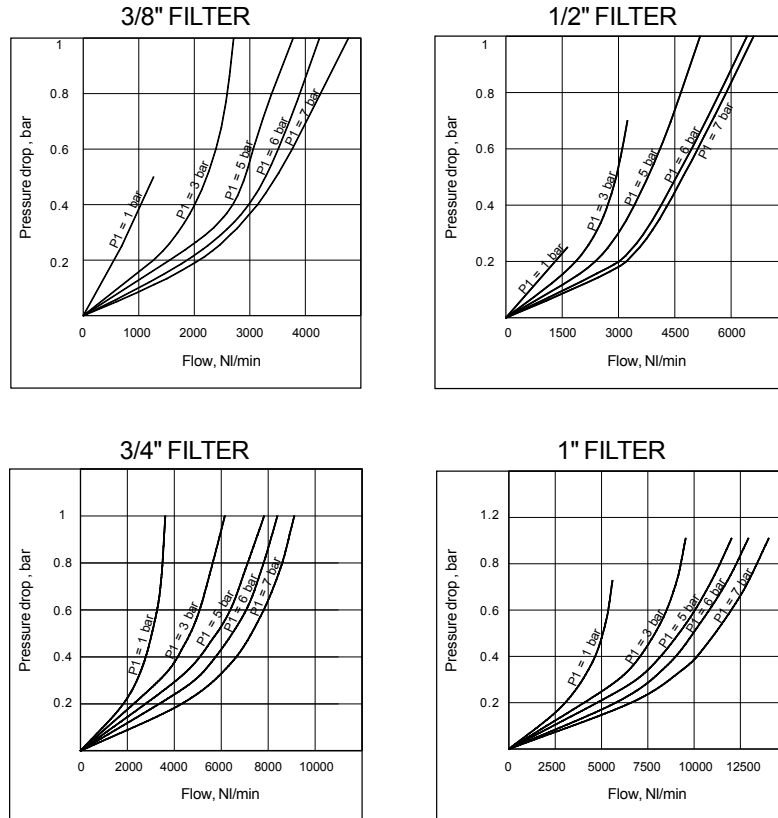 3/8" FILTER
1
0.8
0.6
0.4
0.2
0 1000 2000 3000 4000
Pressure drop , bar
Flow, Nl/min
P1 = 1 bar
P1 = 3 bar
P1 = 5 bar
P1 = 6 bar
P1 = 7 bar
1/2" FILTER
1
0.8
0.6
0.4
0.2
0 1500 3000 4500 6000
Pressure drop , bar
Flow, Nl/min
P1 = 1 bar
P1 = 3 bar
P1 = 5 bar
P1 = 6 bar
P1 = 7 bar
3/4" FILTER
1
0.8
0.6
0.4
0.2
0 2000 4000 6000 8000 10000
Pressure drop , bar
Flow, Nl/min
P1 = 1 bar
P1 = 3 bar
P1 = 5 bar
P1 = 6 bar
P1 = 7 bar
1" FILTER
1.2
1
0.8
0.6
0.4
0.2
0 2500 5000 7500 10000 12500
Pressure drop , bar
Flow, Nl/min
P1 = 1 bar
P1 = 3 bar
P1 = 5 bar
P1 = 6 bar
P1 = 7 bar